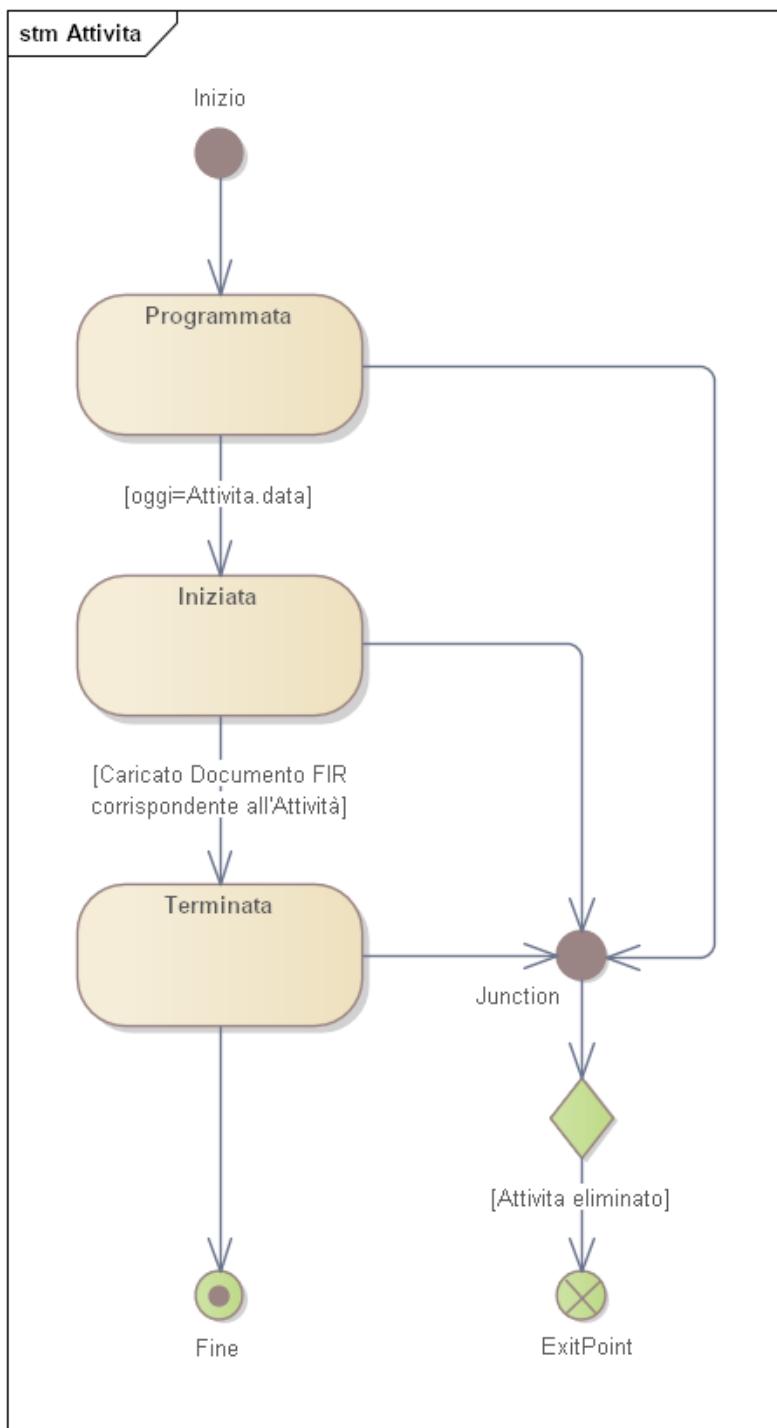 stm Attivita
Inizio
Programmata
[oggi=Attivita.data]
Iniziata
[Caricato Documento FIR
corrispondente all'Attività]
Terminata
Junction
[Attivita eliminato]
Fine
ExitPoint